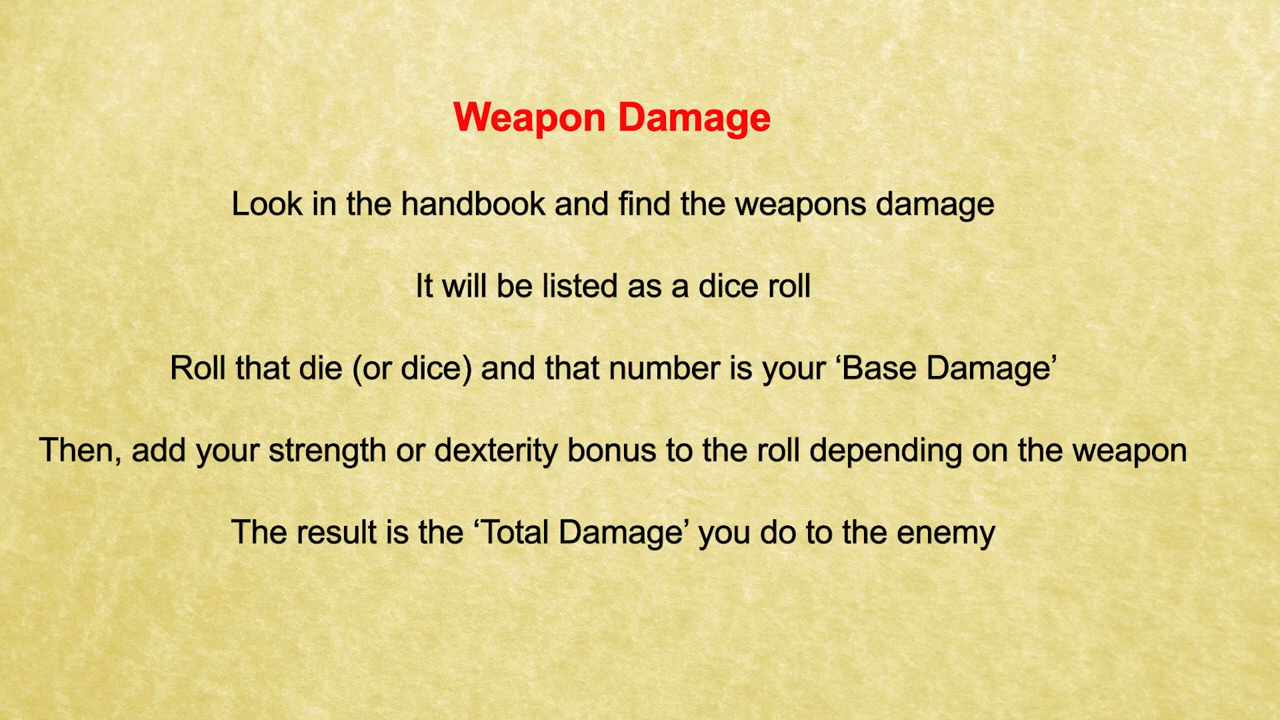 Weapon Damage
Look in the handbook and find the weapons damage
It will be listed as a dice roll
Roll that die (or dice) and that number is your ‘Base Damage’
Then, add your strength or dexterity bonus to the roll depending on the weapon
The result is the ‘Total Damage’ you do to the enemy